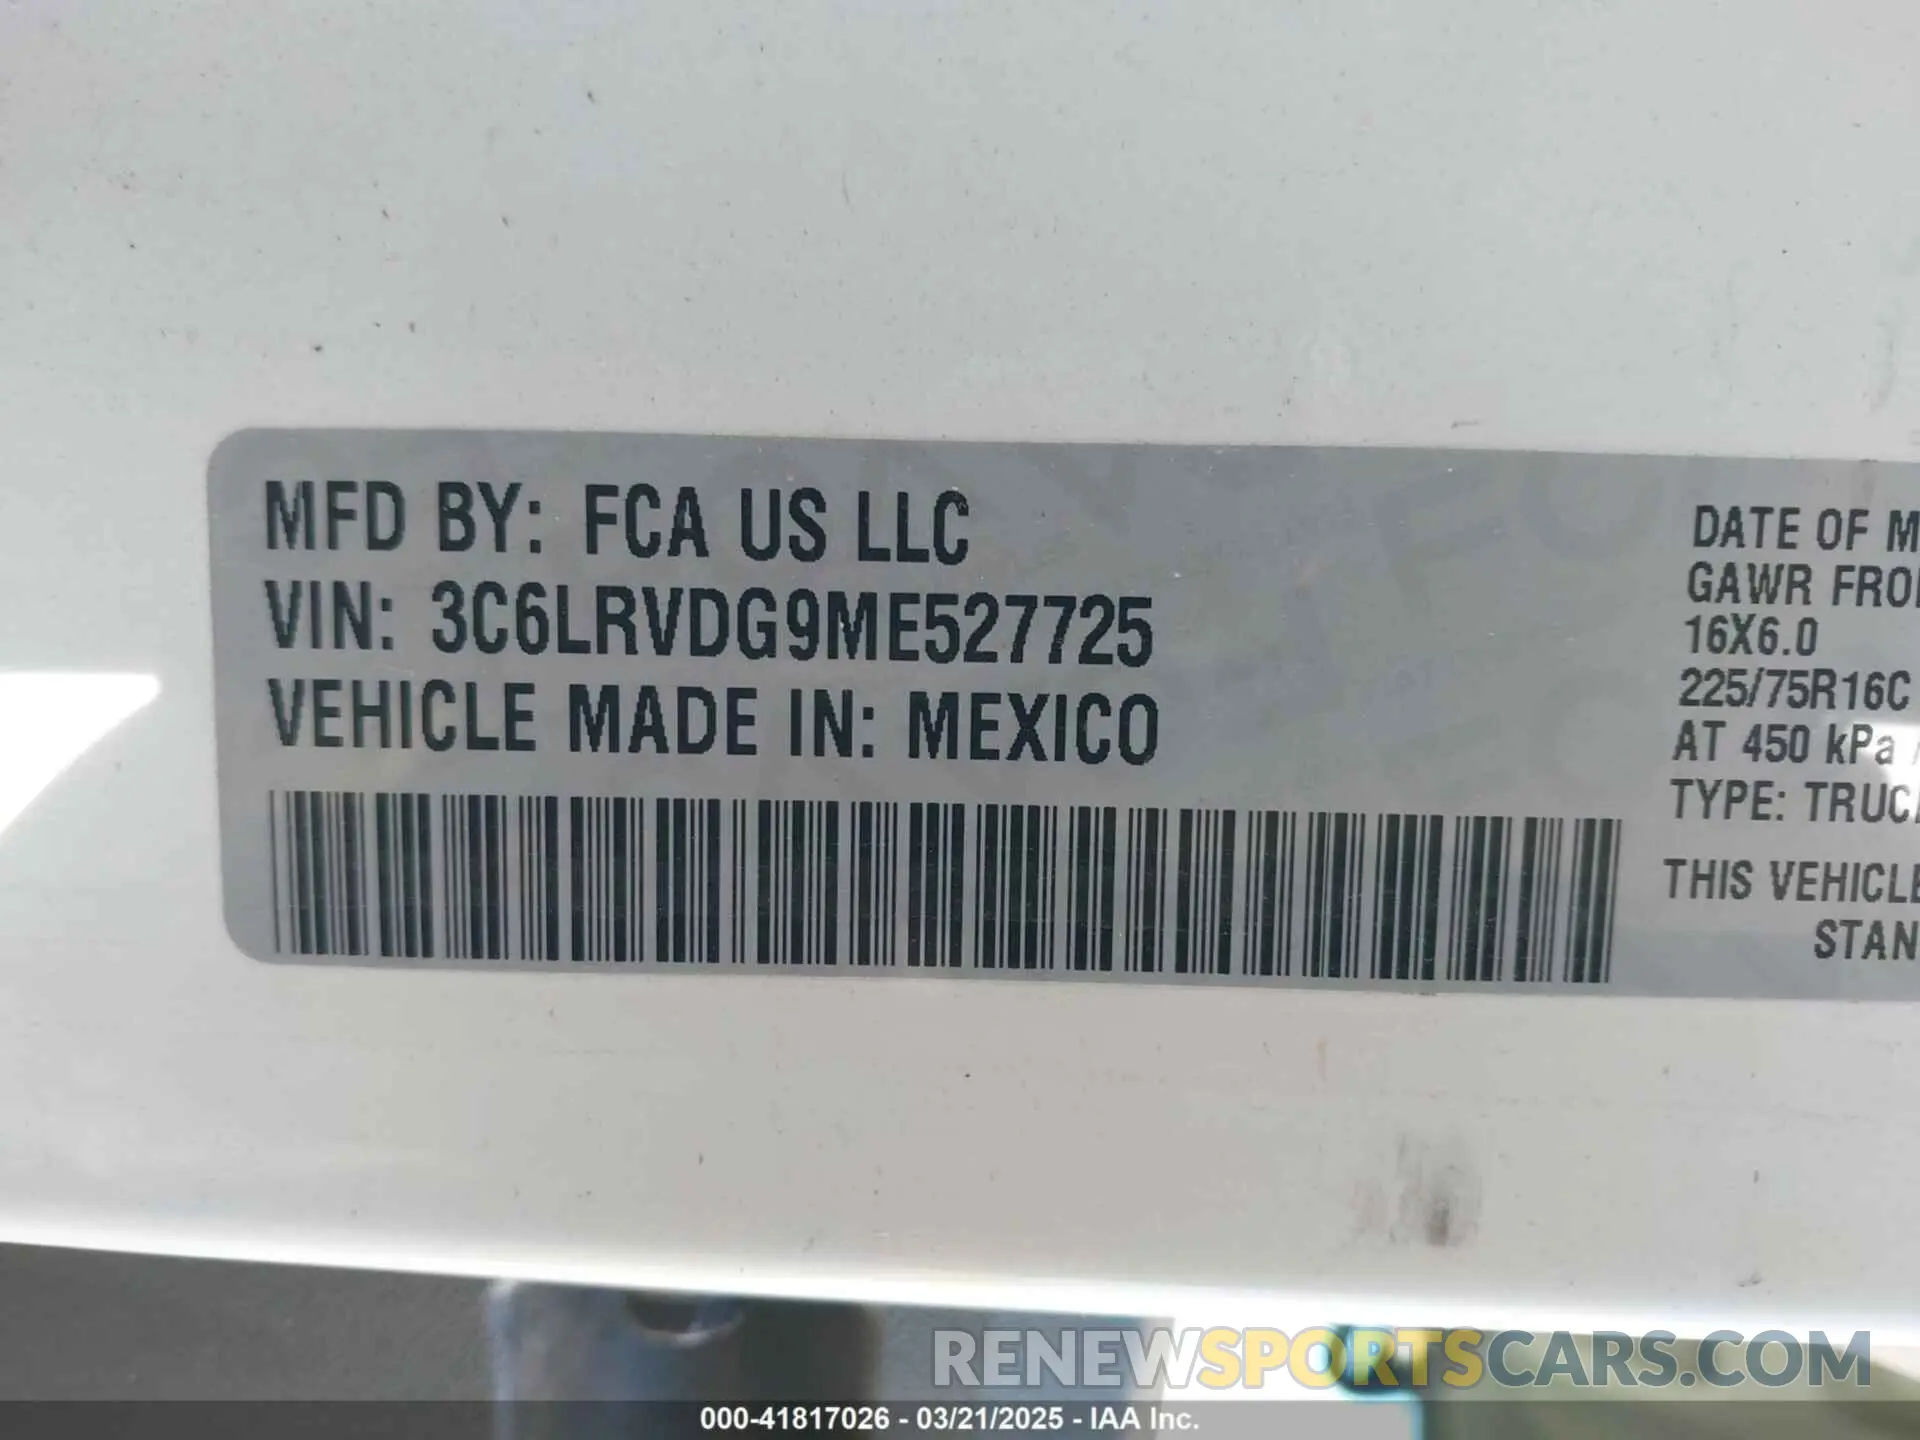 MFD BY: FCA US LLC
VIN: 3C6LRVDG9ME527725
VEHICLE MADE IN: MEXICO
DATE OF M
GAWR FRO
16X6.0
225/75R16C
AT 450 kPa
TYPE: TRUC
THIS VEHICLE
STAN
RENEWSPORTSCARS.COM
000-41817026 - 03/21/2025 - IAA Inc.